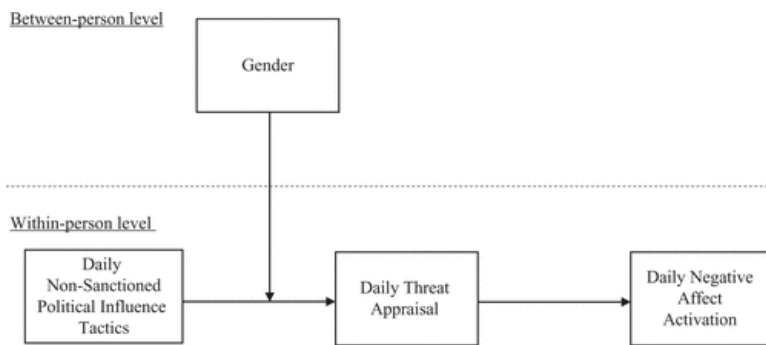 Between-person level
Gender
Within-person level
Daily
Non-Sanctioned
Political Influence
Tactics
Daily Threat
Appraisal
Daily Negative
Affect
Activation